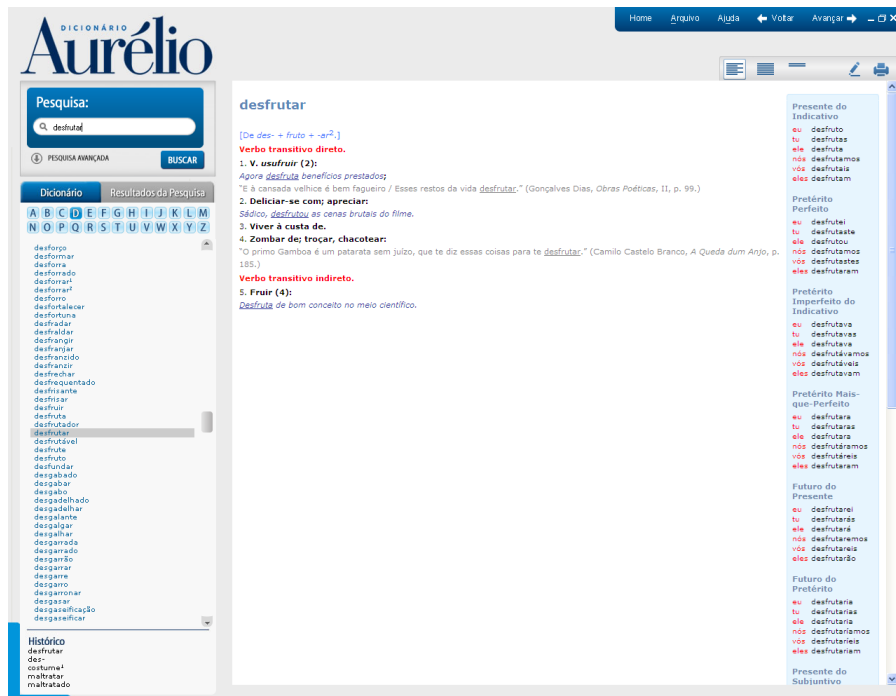 Home Arquivo Ajuda Voltar Avançar
DICIONÁRIO
Aurélio
Pesquisa:
desfrutar
PESQUISA AVANÇADA
BUSCAR
Dicionário Resultados da Pesquisa
A B C D E F G H I J K L M
N O P Q R S T U V W X Y Z
desforço
desformar
desforra
desforrado
desforrar¹
desforrar²
desforro
desfortalecer
desfortuna
desfradar
desfraldar
desfrangir
desfranjar
desfranzido
desfranzir
desfrechar
desfrequentado
desfrisante
desfrisar
desfruir
desfruta
desfrutador
desfrutar
desfrutável
desfrute
desfruto
desfundar
desgabado
desgabar
desgabo
desgadelhado
desgadelhar
desgalante
desgalgar
desgalhar
desgarrada
desgarrado
desgarrão
desgarrar
desgarre
desgarro
desgarronar
desgasar
desgaseificação
desgaseificar
Histórico
desfrutar
des-
costume¹
maltratar
maltratado
desfrutar
[De des- + fruto + -ar².]
Verbo transitivo direto.
1. V. usufruir (2):
Agora desfruta benefícios prestados;
"E à cansada velhice é bem fagueiro / Esses restos da vida desfrutar." (Gonçalves Dias, Obras Poéticas, II, p. 99.)
2. Deliciar-se com; apreciar:
Sádico, desfrutou as cenas brutais do filme.
3. Viver à custa de.
4. Zombar de; troçar, chacotear:
"O primo Gamboa é um patarata sem juízo, que te diz essas coisas para te desfrutar." (Camilo Castelo Branco, A Queda dum Anjo, p.
185.)
Verbo transitivo indireto.
5. Fruir (4):
Desfruta de bom conceito no meio científico.
Presente do
Indicativo
eu desfruto
tu desfrutas
ele desfruta
nós desfrutamos
vós desfrutais
eles desfrutam
Pretérito
Perfeito
eu desfrutei
tu desfrutaste
ele desfrutou
nós desfrutamos
vós desfrutastes
eles desfrutaram
Pretérito
Imperfeito do
Indicativo
eu desfrutava
tu desfrutavas
ele desfrutava
nós desfrutávamos
vós desfrutáveis
eles desfrutavam
Pretérito Mais-
que-Perfeito
eu desfrutara
tu desfrutaras
ele desfrutara
nós desfrutáramos
vós desfrutáreis
eles desfrutaram
Futuro do
Presente
eu desfrutarei
tu desfrutarás
ele desfrutará
nós desfrutaremos
vós desfrutareis
eles desfrutarão
Futuro do
Pretérito
eu desfrutaria
tu desfrutarias
ele desfrutaria
nós desfrutaríamos
vós desfrutaríeis
eles desfrutariam
Presente do
Subjuntivo